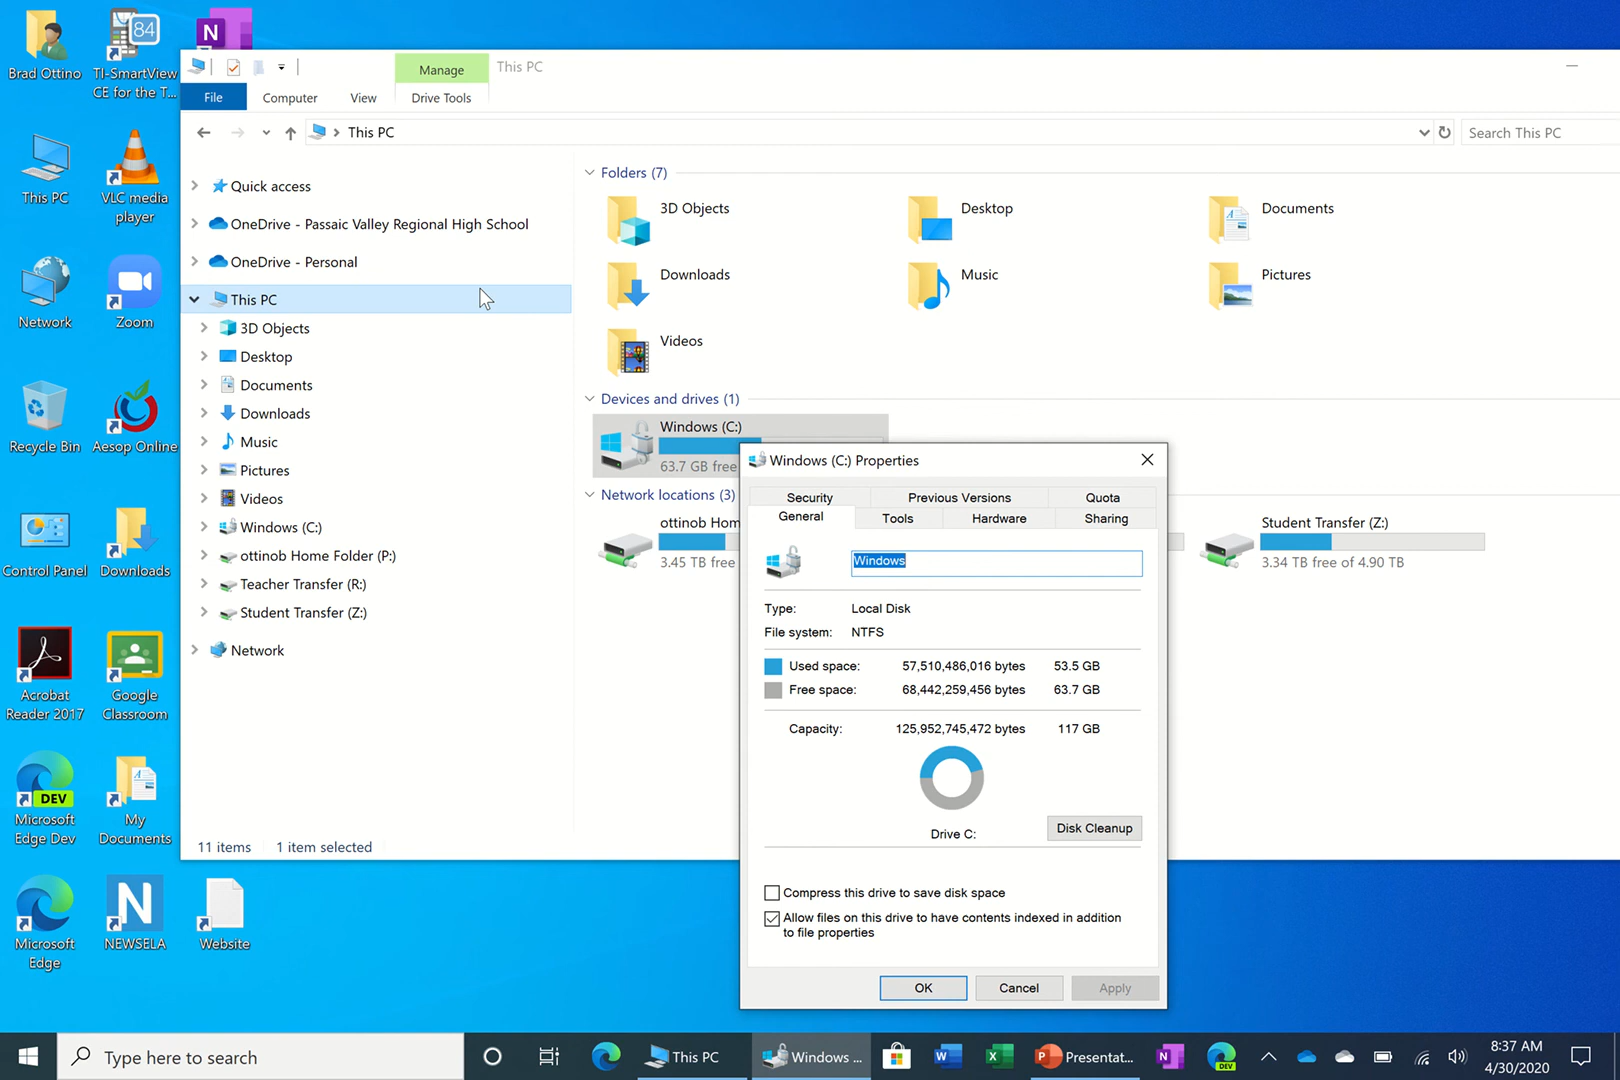 Brad Ottino
84
TI-SmartView
CE for the T...
N
This PC
VLC media
player
Network
Zoom
Recycle Bin
Aesop Online
Control Panel
Downloads
Acrobat
Reader 2017
Google
Classroom
DEV
Microsoft
Edge Dev
My
Documents
Microsoft
Edge
N
NEWSELA
Website
Manage
This PC
File
Computer
View
Drive Tools
This PC
Search This PC
Quick access
OneDrive - Passaic Valley Regional High School
OneDrive - Personal
This PC
3D Objects
Desktop
Documents
Downloads
Music
Pictures
Videos
Windows (C:)
ottinob Home Folder (P:)
Teacher Transfer (R:)
Student Transfer (Z:)
Network
11 items
1 item selected
Folders (7)
3D Objects
Desktop
Documents
Downloads
Music
Pictures
Videos
Devices and drives (1)
Windows (C:)
63.7 GB free
Network locations (3)
ottinob Hom
3.45 TB free
Student Transfer (Z:)
3.34 TB free of 4.90 TB
Windows (C:) Properties
Security
Previous Versions
Quota
General
Tools
Hardware
Sharing
Windows
Type: Local Disk
File system: NTFS
Used space: 57,510,486,016 bytes 53.5 GB
Free space: 68,442,259,456 bytes 63.7 GB
Capacity: 125,952,745,472 bytes 117 GB
Drive C:
Disk Cleanup
Compress this drive to save disk space
Allow files on this drive to have contents indexed in addition
to file properties
OK
Cancel
Apply
Type here to search
This PC
Windows ...
W
X
P
Presentat...
N
DEV
8:37 AM
4/30/2020